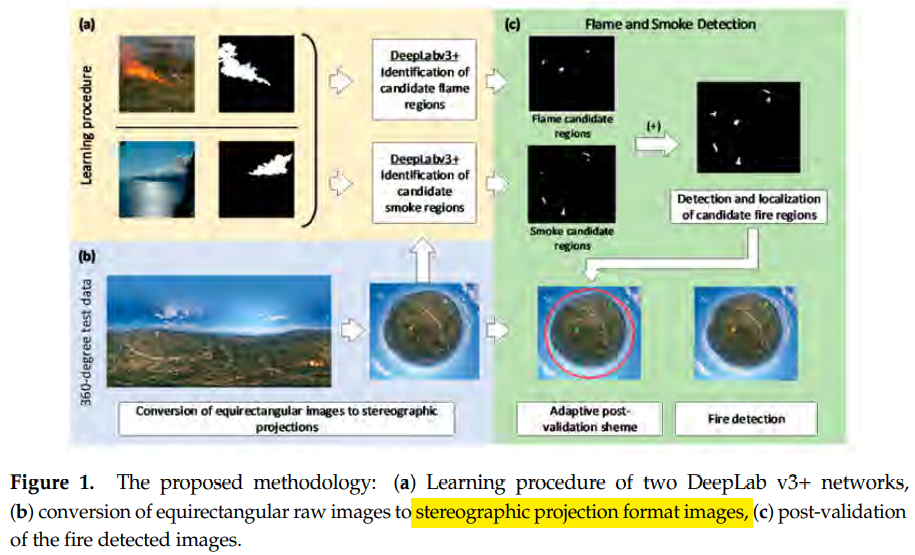 (a)
Learning procedure
DeepLabv3+
Identification of
candidate flame
regions
DeepLabv3+
Identification of
candidate
smoke regions
(b)
360-degree test data
Conversion of equirectangular images to stereographic
projections
(c)
Flame and Smoke Detection
Flame candidate
regions
Smoke candidate
regions
(+)
Detection and localization
of candidate fire regions
Adaptive post-
validation sheme
Fire detection
Figure 1. The proposed methodology: (a) Learning procedure of two DeepLab v3+ networks,
(b) conversion of equirectangular raw images to stereographic projection format images, (c) post-validation
of the fire detected images.